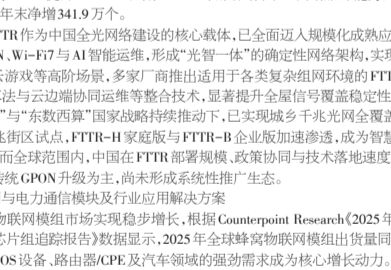 年末净增341.9万个。
TR作为中国全光网络建设的核心载体,已全面迈入规模化成熟应
N、Wi-Fi7与AI智能运维,形成“光智一体”的确定性网络架构,实现
云游戏等高阶场景,多家厂商推出适用于各类复杂组网环境的FTT
算法与云边端协同运维等整合技术,显著提升全屋信号覆盖稳定性
”与“东数西算”国家战略持续推动下,已实现城乡千兆光网全覆盖
兆街区试点,FTTR-H家庭版与FTTR-B企业版加速渗透,成为智慧
而全球范围内,中国在FTTR部署规模、政策协同与技术落地速度
传统GPON升级为主,尚未形成系统性推广生态。
与电力通信模块及行业应用解决方案
物联网模组市场实现稳步增长,根据Counterpoint Research《2025年
芯片组追踪报告》数据显示,2025年全球蜂窝物联网模组出货量同
OS设备、路由器/CPE及汽车领域的强劲需求成为核心增长动力。